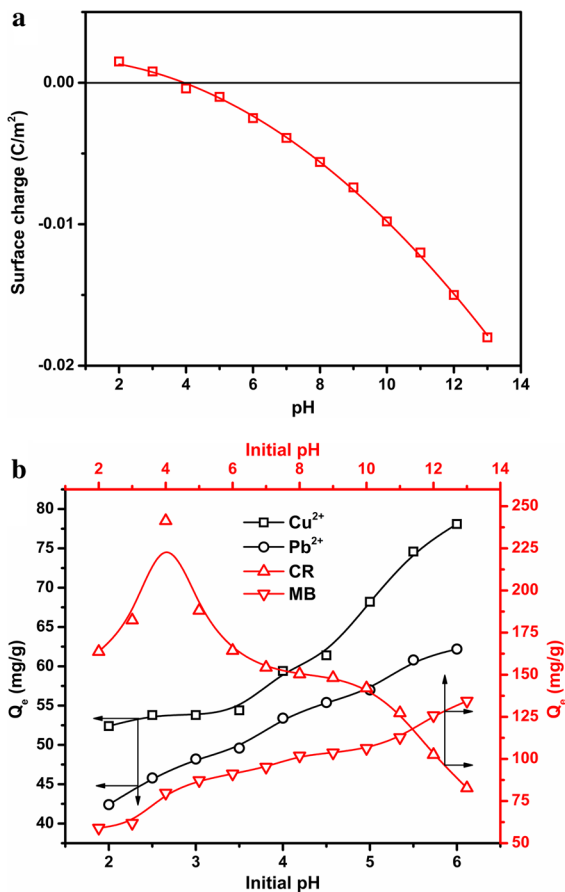 a
0.00
-0.01
-0.02
Surface charge (C/m²)
2 4 6 8 10 12 14
pH
b
Initial pH
2 4 6 8 10 12 14
80
75
70
65
60
55
50
45
40
Qₑ (mg/g)
Cu²⁺
Pb²⁺
CR
MB
250
225
200
175
150
125
100
75
50
Qₑ (mg/g)
2 3 4 5 6
Initial pH